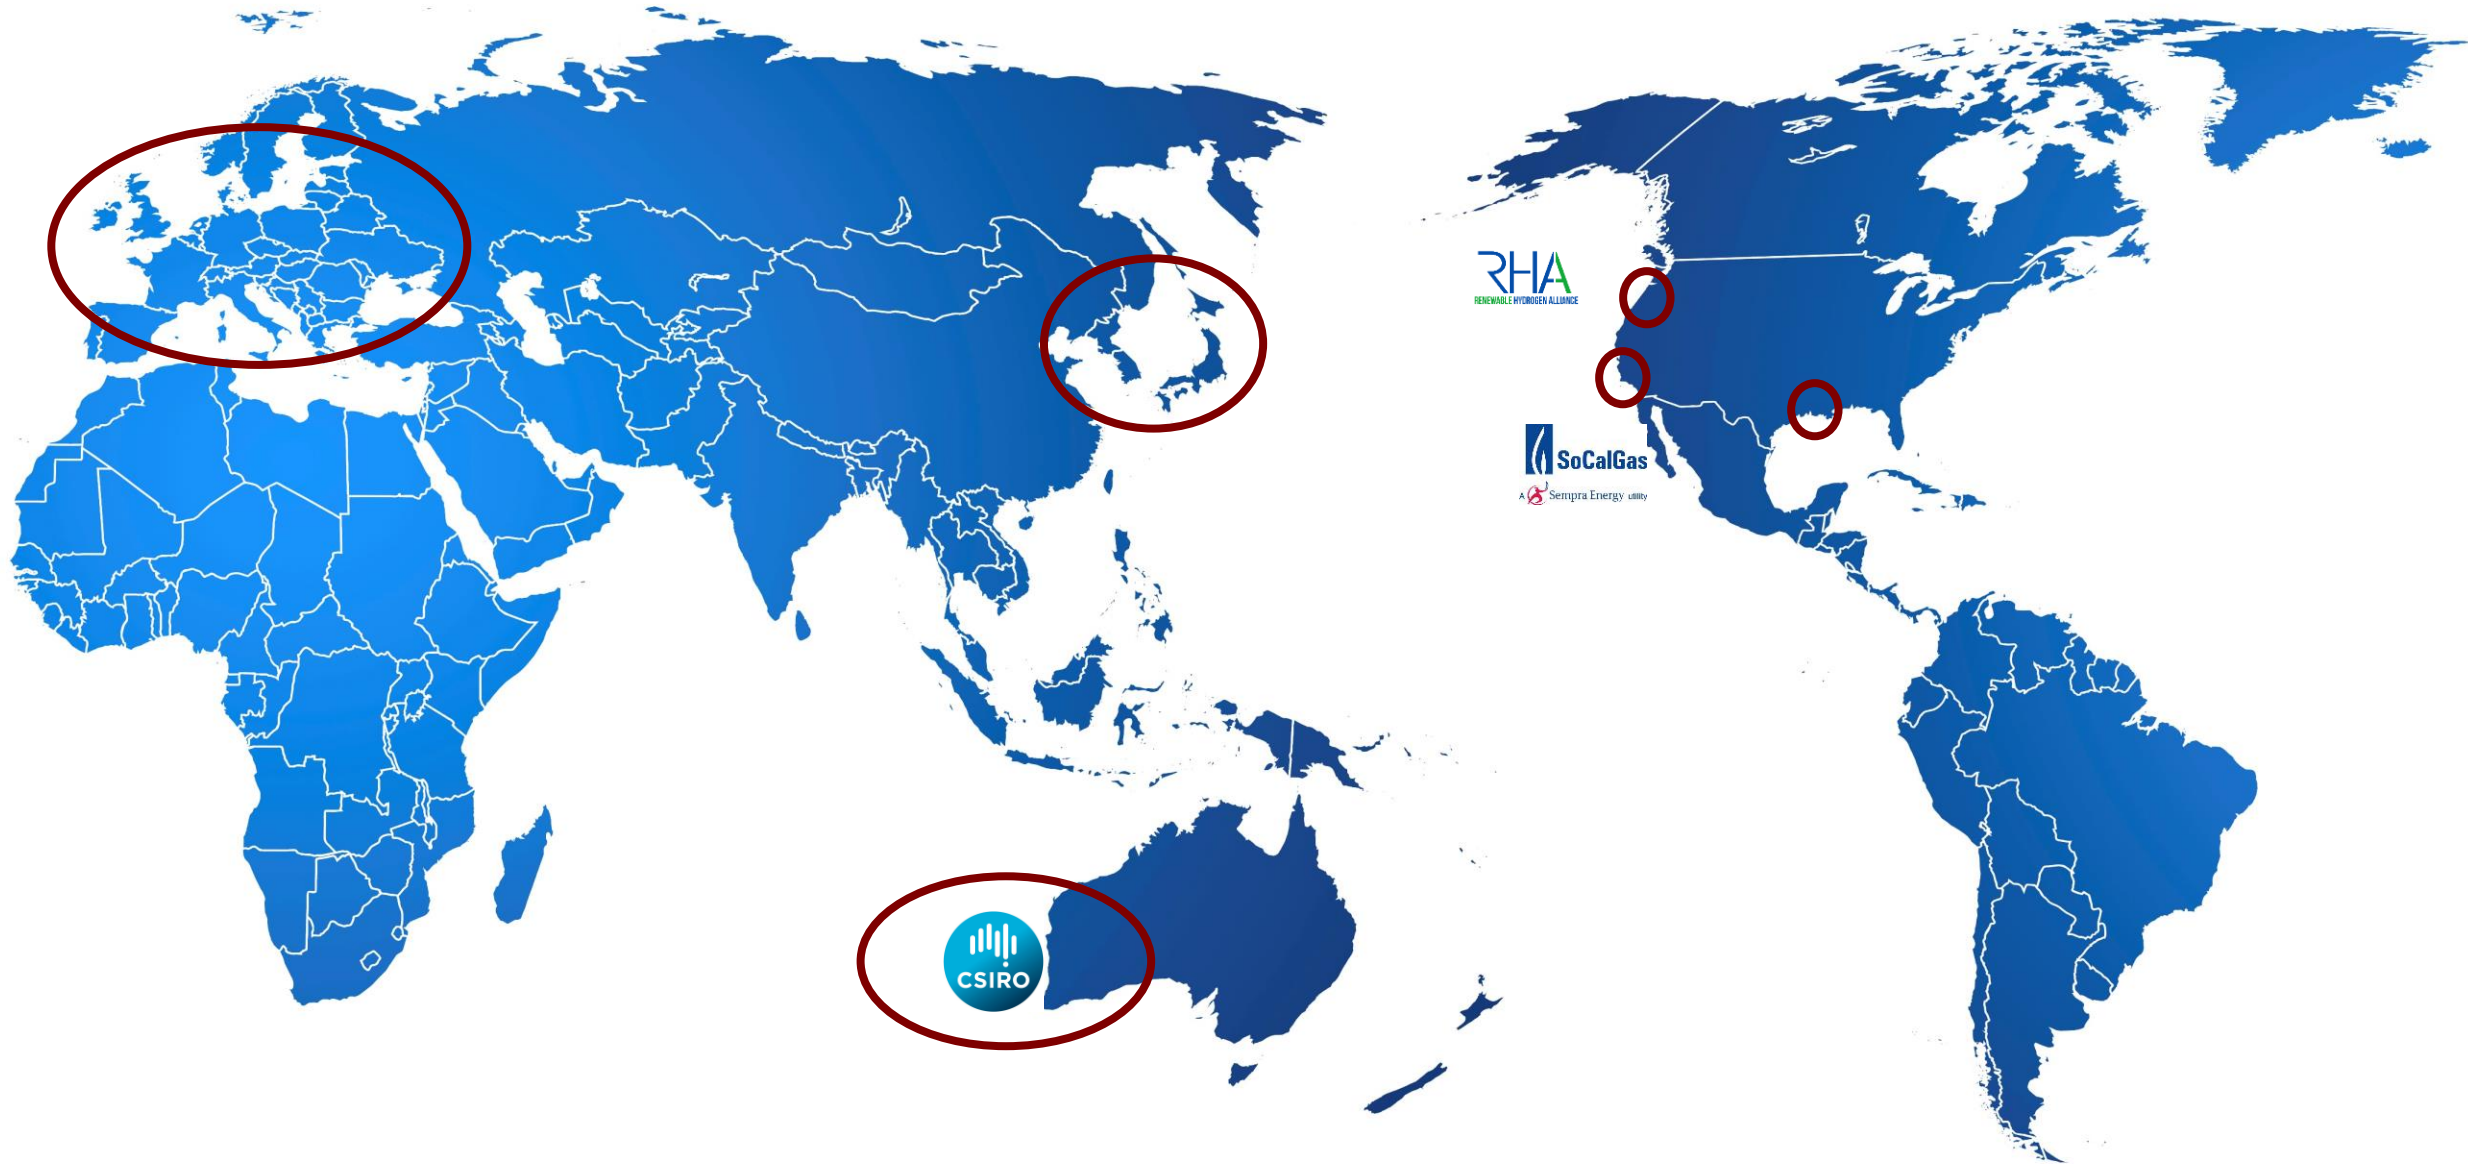 RHA
RENEWABLE HYDROGEN ALLIANCE
SoCalGas
A Sempra Energy utility
CSIRO